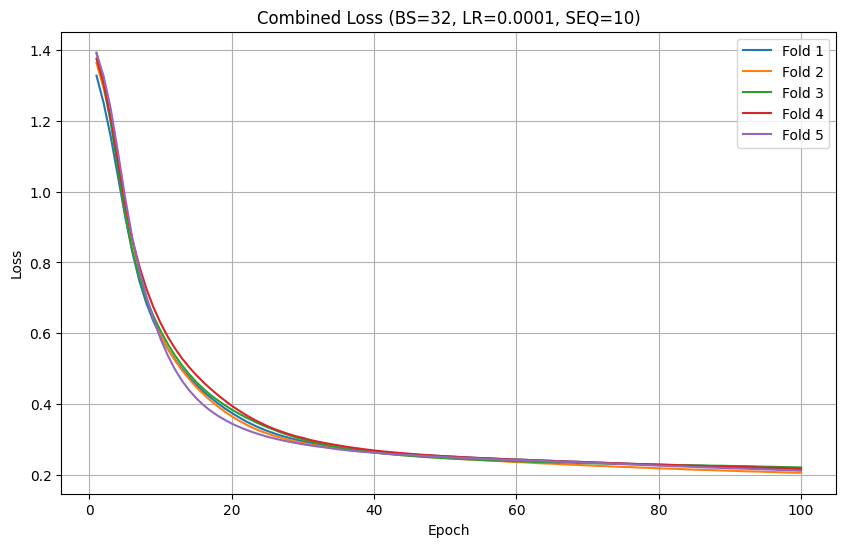 Combined Loss (BS=32, LR=0.0001, SEQ=10)
Fold 1
Fold 2
Fold 3
Fold 4
Fold 5
Loss
1.4
1.2
1.0
0.8
0.6
0.4
0.2
0 20 40 60 80 100
Epoch